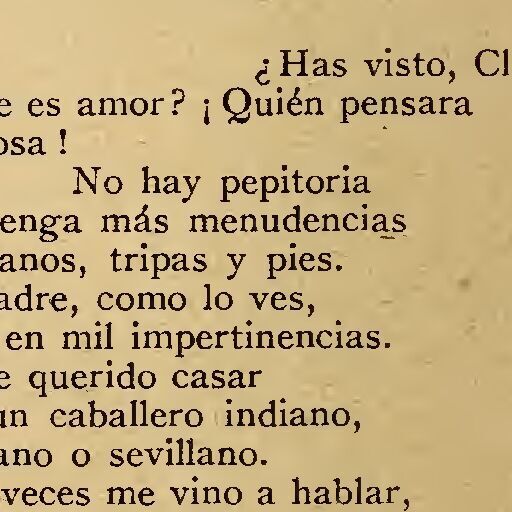 ¿Has visto, Cl
e es amor? ¡Quién pensara
osa!
No hay pepitoria
enga más menudencias
anos, tripas y pies.
adre, como lo ves,
en mil impertinencias.
e querido casar
un caballero indiano,
ano o sevillano.
veces me vino a hablar,